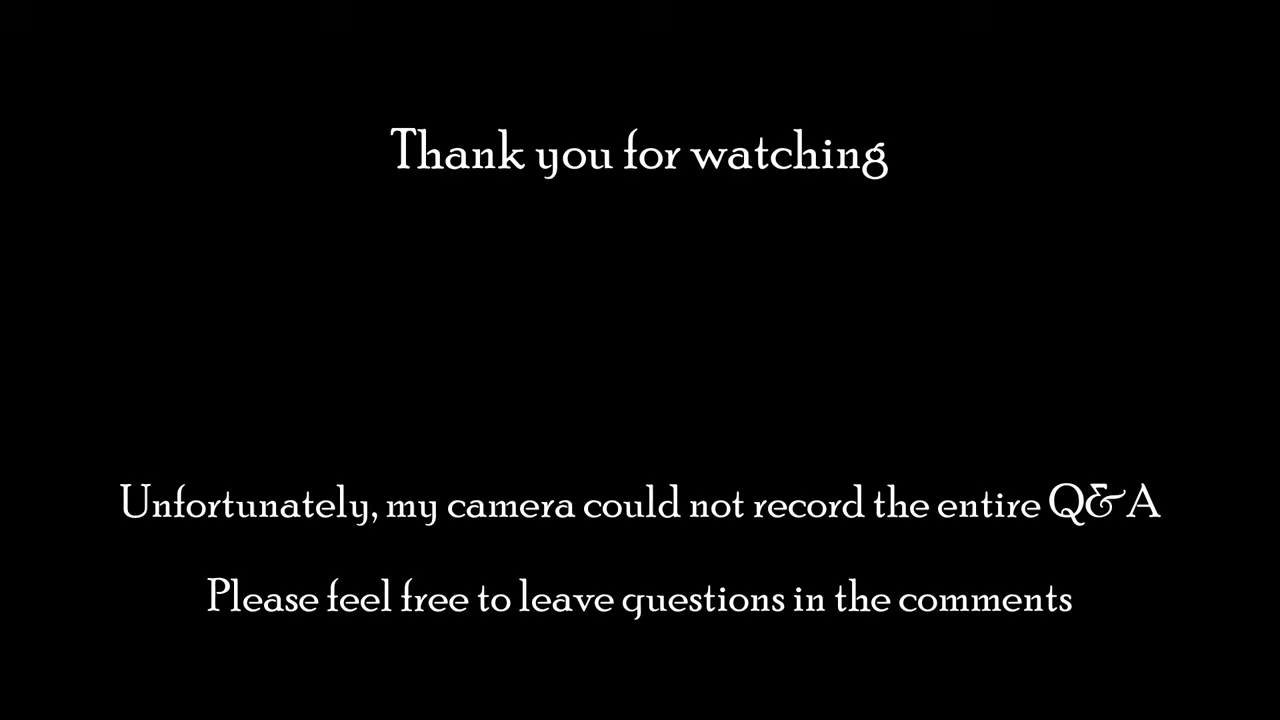 Thank you for watching
Unfortunately, my camera could not record the entire Q&A
Please feel free to leave questions in the comments